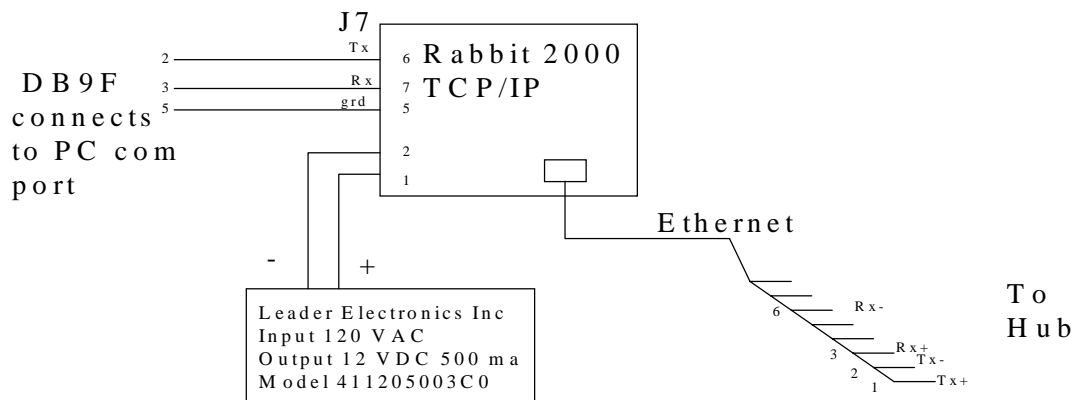 J7
Tx
2
6
Rabbit 2000
TCP/IP
DB9F
connects
to PC com
port
3
Rx
7
5
grd
5
2
1
Ethernet
-
+
Leader Electronics Inc
Input 120 VAC
Output 12 VDC 500 ma
Model 411205003C0
6
Rx-
3
Rx+
2
Tx-
1
Tx+
To
Hub